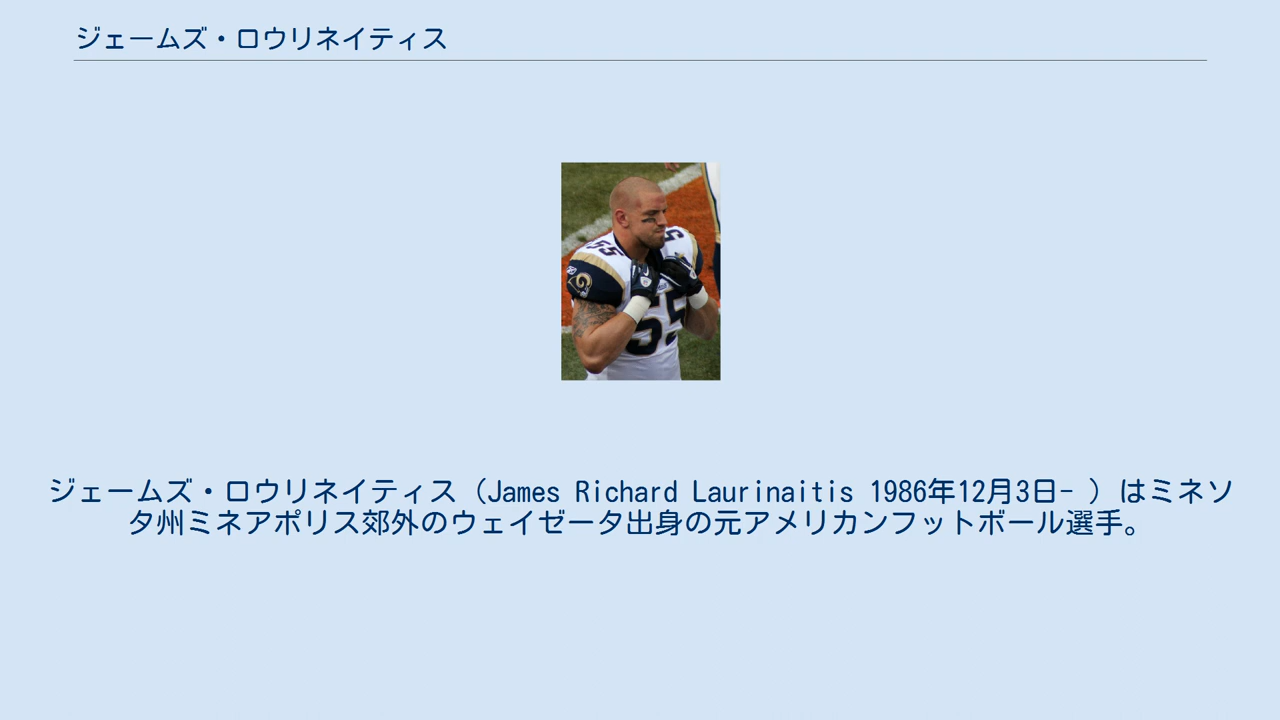 ジェームズ・ロウリネイティス
55
5
55
ジェームズ・ロウリネイティス（James Richard Laurinaitis 1986年12月3日- ）はミネソ
タ州ミネアポリス郊外のウェイゼータ出身の元アメリカンフットボール選手。